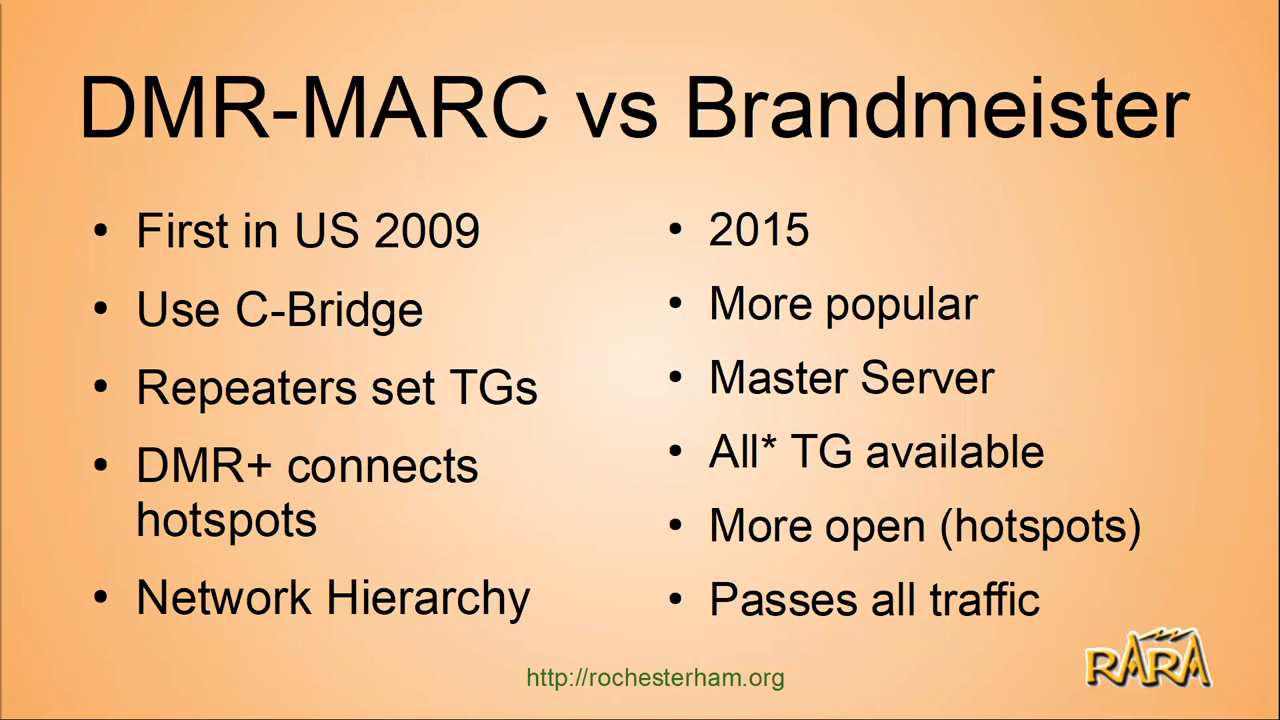 DMR-MARC vs Brandmeister
• First in US 2009
• Use C-Bridge
• Repeaters set TGs
• DMR+ connects
hotspots
• Network Hierarchy
• 2015
• More popular
• Master Server
• All* TG available
• More open (hotspots)
• Passes all traffic
http://rochesterham.org
RARA